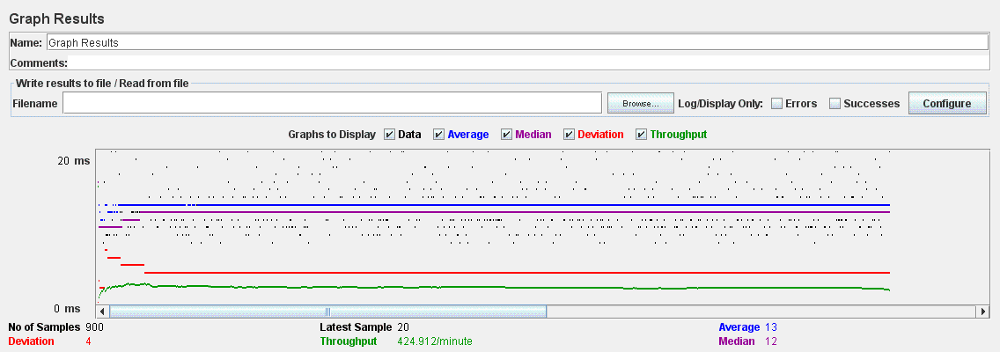 Graph Results
Name: Graph Results
Comments:
Write results to file / Read from file
Filename Browse... Log/Display Only: Errors Successes Configure
Graphs to Display Data Average Median Deviation Throughput
20 ms
0 ms
No of Samples 900 Latest Sample 20 Average 13
Deviation 4 Throughput 424.912/minute Median 12